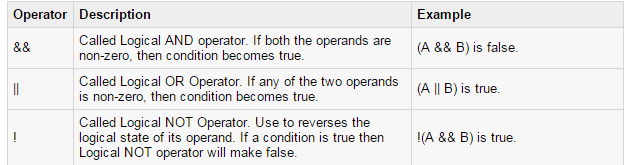 Operator Description Example
&& Called Logical AND operator. If both the operands are
non-zero, then condition becomes true. (A && B) is false.
|| Called Logical OR Operator. If any of the two operands
is non-zero, then condition becomes true. (A || B) is true.
! Called Logical NOT Operator. Use to reverses the
logical state of its operand. If a condition is true then
Logical NOT operator will make false. !(A && B) is true.